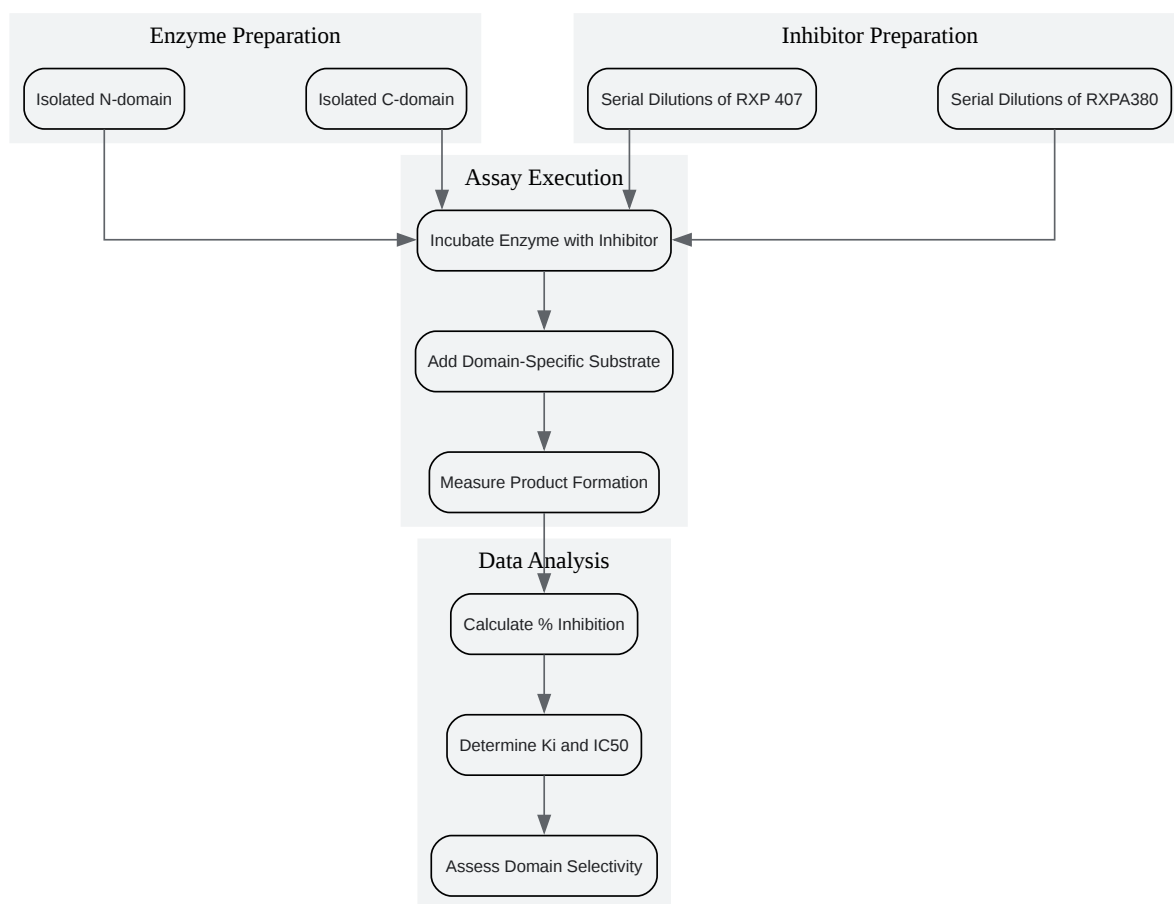 Enzyme Preparation
Inhibitor Preparation
Isolated N-domain
Isolated C-domain
Serial Dilutions of RXP 407
Serial Dilutions of RXPA380
Assay Execution
Incubate Enzyme with Inhibitor
Add Domain-Specific Substrate
Measure Product Formation
Data Analysis
Calculate % Inhibition
Determine Ki and IC50
Assess Domain Selectivity